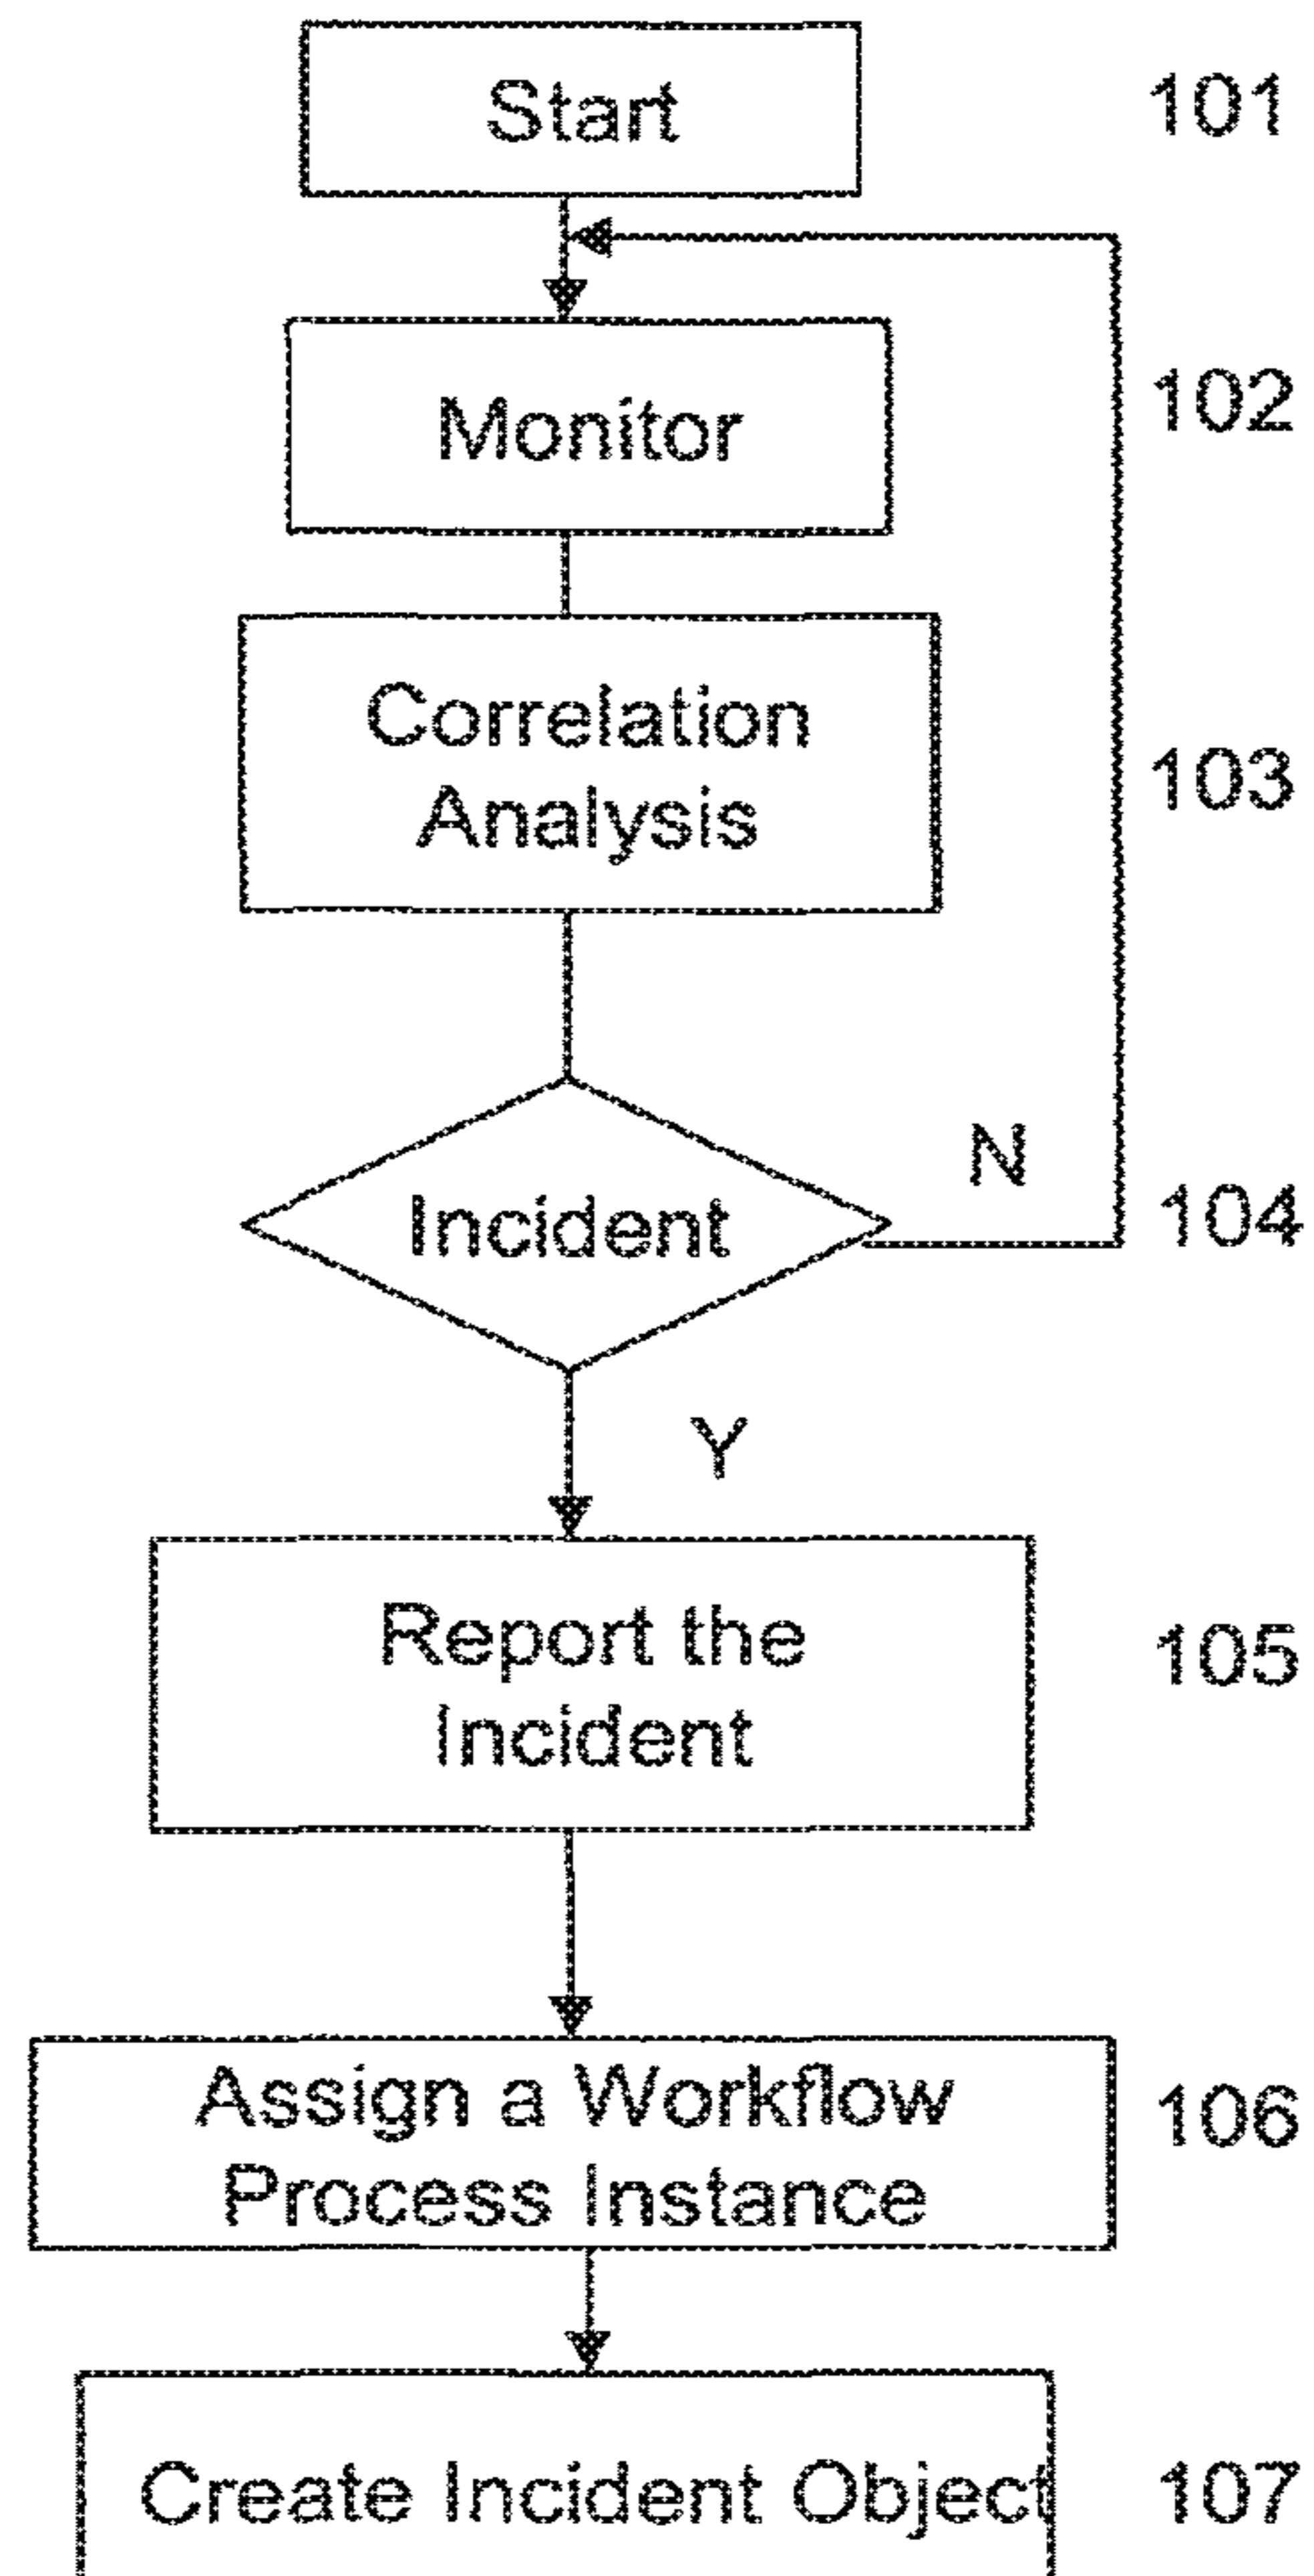 Start
101
Monitor
102
Correlation
Analysis
103
Incident
N
104
Y
Report the
Incident
105
Assign a Workflow
Process Instance
106
Create Incident Object
107